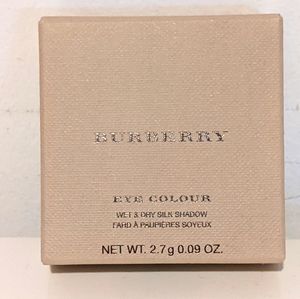 BURBERRY
EYE COLOUR
WET & DRY SILK SHADOW
FARD À PAUPIÈRES SOYEUX
NET WT. 2.7g 0.09 OZ.